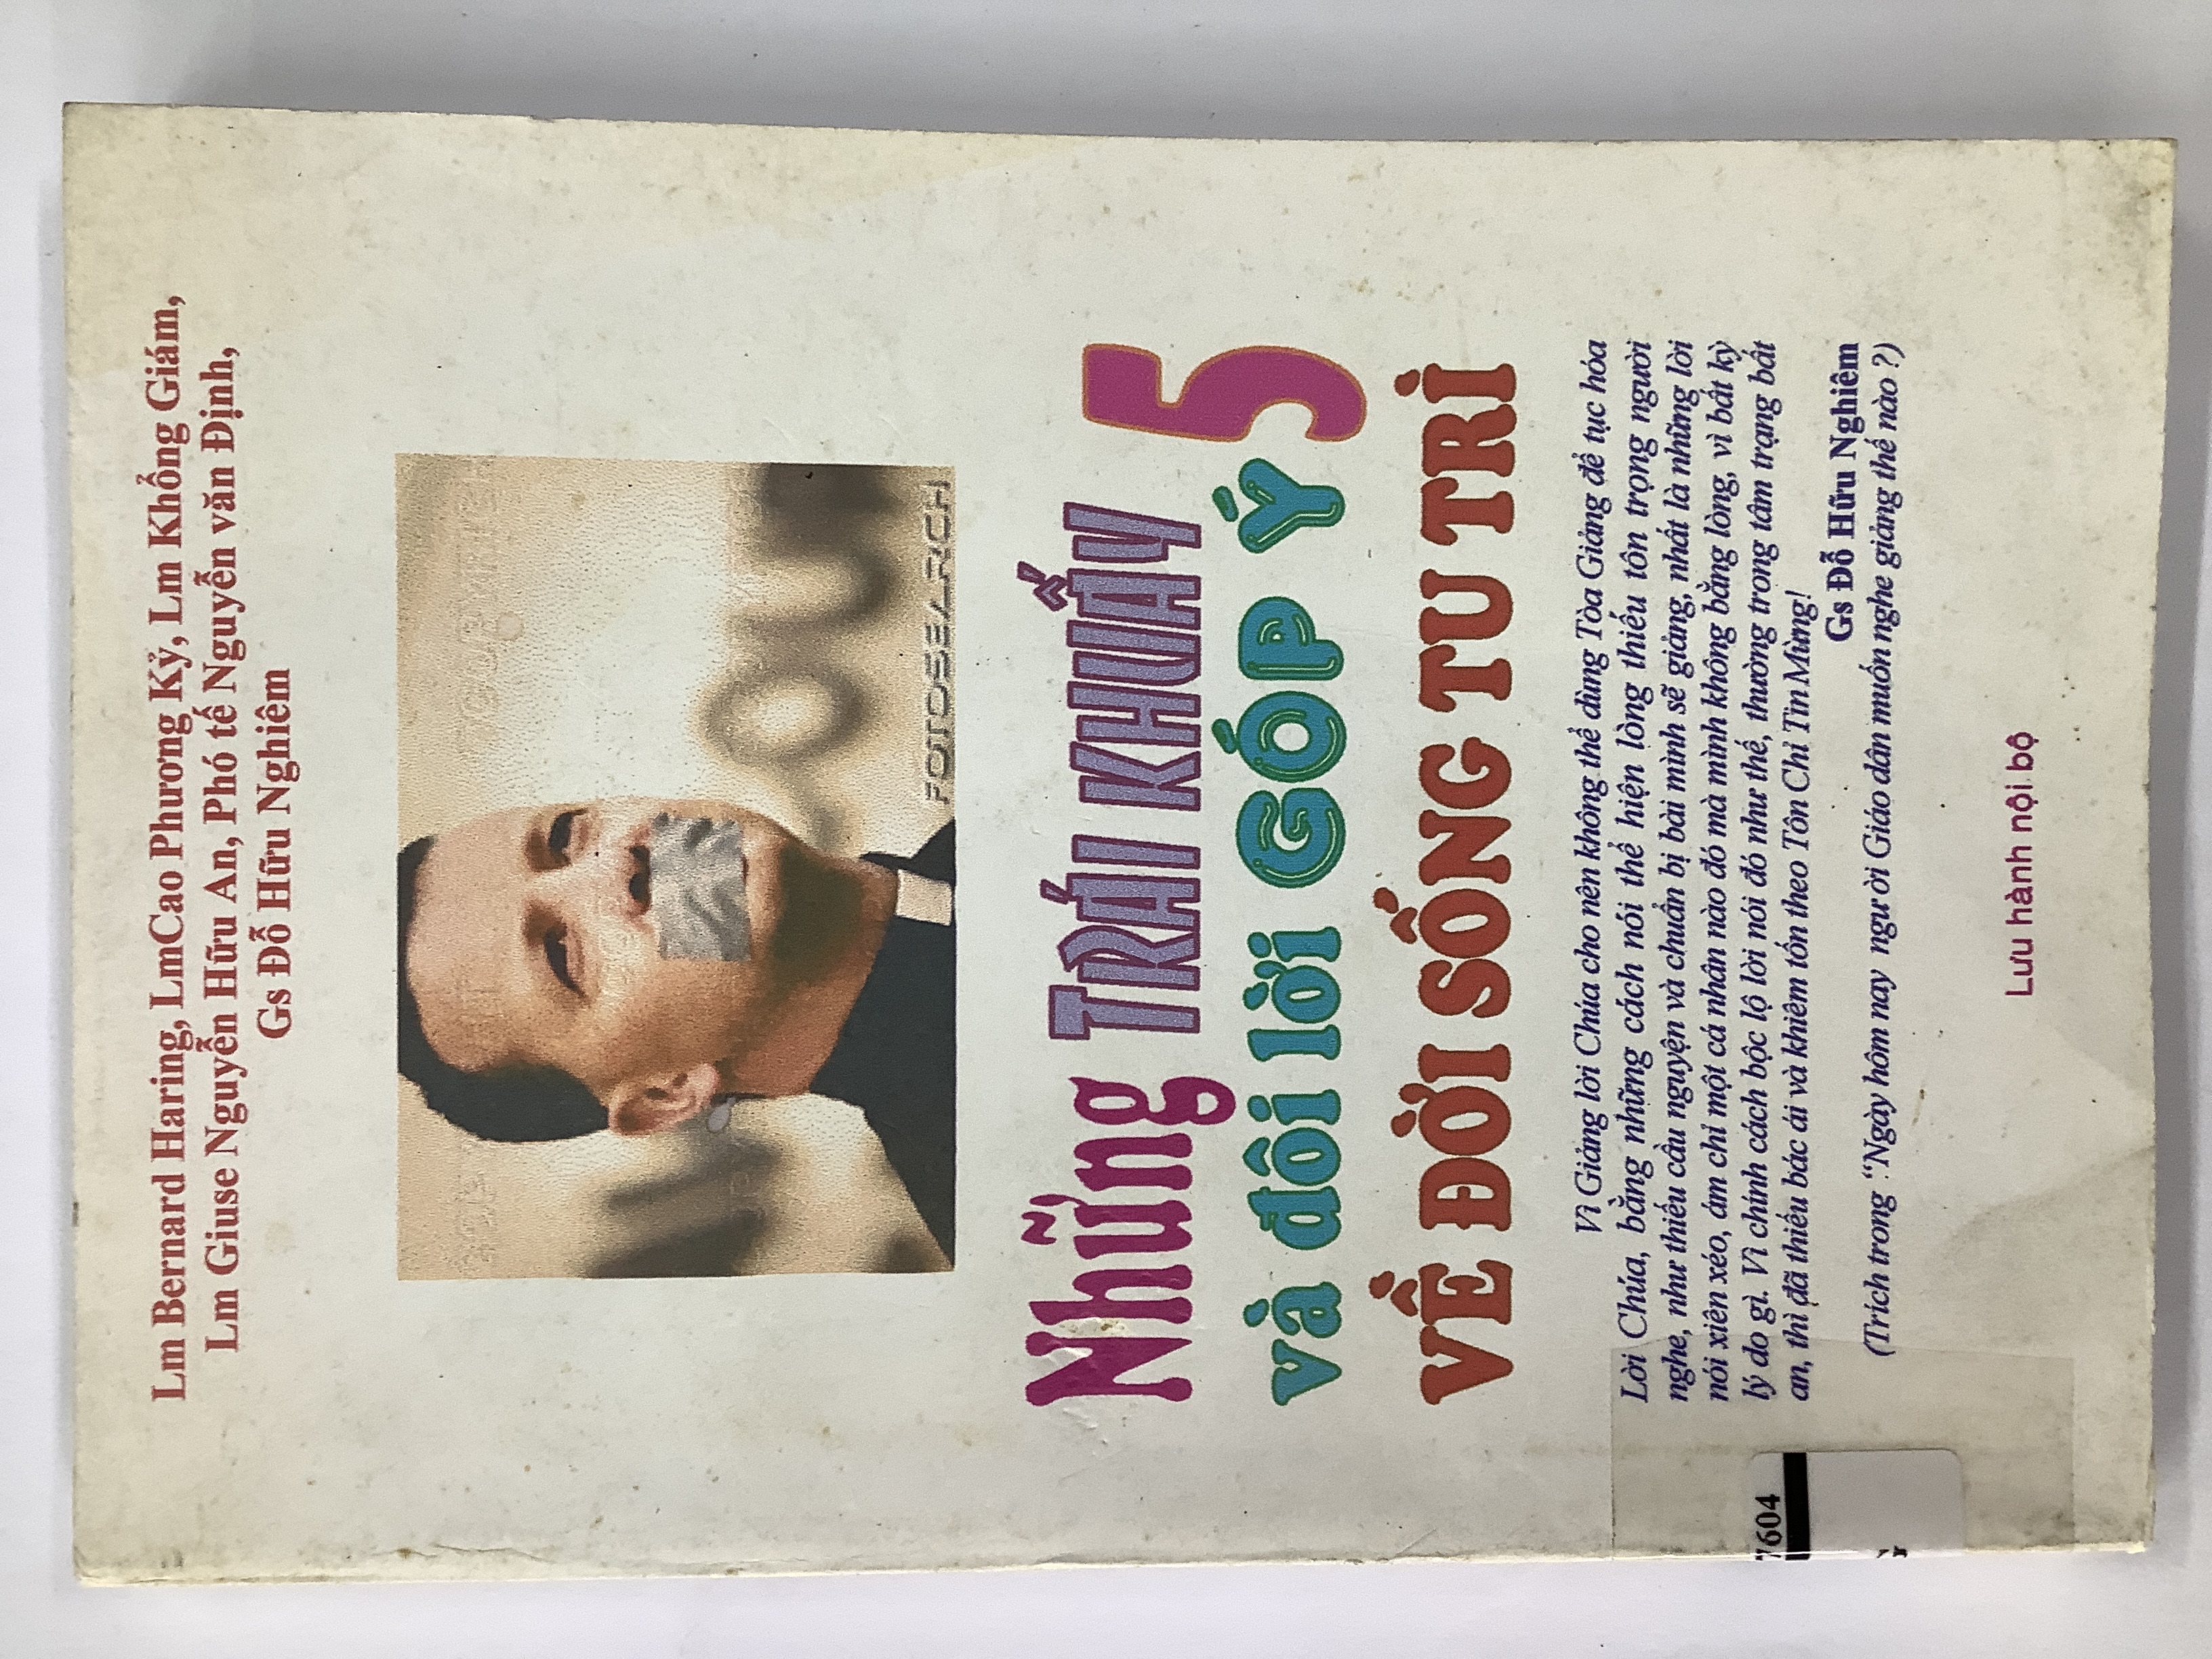 Lm Bernard Haring, LmCao Phương Kỷ, Lm Khổng Giám,
Lm Giuse Nguyễn Hữu An, Phó tế Nguyễn văn Định,
Gs Đỗ Hữu Nghiêm
FOTOSEARCH
Những TRÁI KHUẤY 5
và đôi lời GÓP Ý
VỀ ĐỜI SỐNG TU TRÌ
Vì Giảng lời Chúa cho nên không thể dùng Tòa Giảng để tục hóa
Lời Chúa, bằng những cách nói thể hiện lòng thiếu tôn trọng người
nghe, như thiếu cầu nguyện và chuẩn bị bài mình sẽ giảng, nhất là những lời
nói xiên xéo, ám chỉ một cá nhân nào đó mà mình không bằng lòng, vì bất kỳ
lý do gì. Vì chính cách bộc lộ lời nói đó như thế, thường trong tâm trạng bất
an, thì đã thiếu bác ái và khiêm tốn theo Tôn Chỉ Tin Mừng!
Gs Đỗ Hữu Nghiêm
(Trích trong “Ngày hôm nay người Giáo dân muốn nghe giảng thế nào ?)
Lưu hành nội bộ
7604